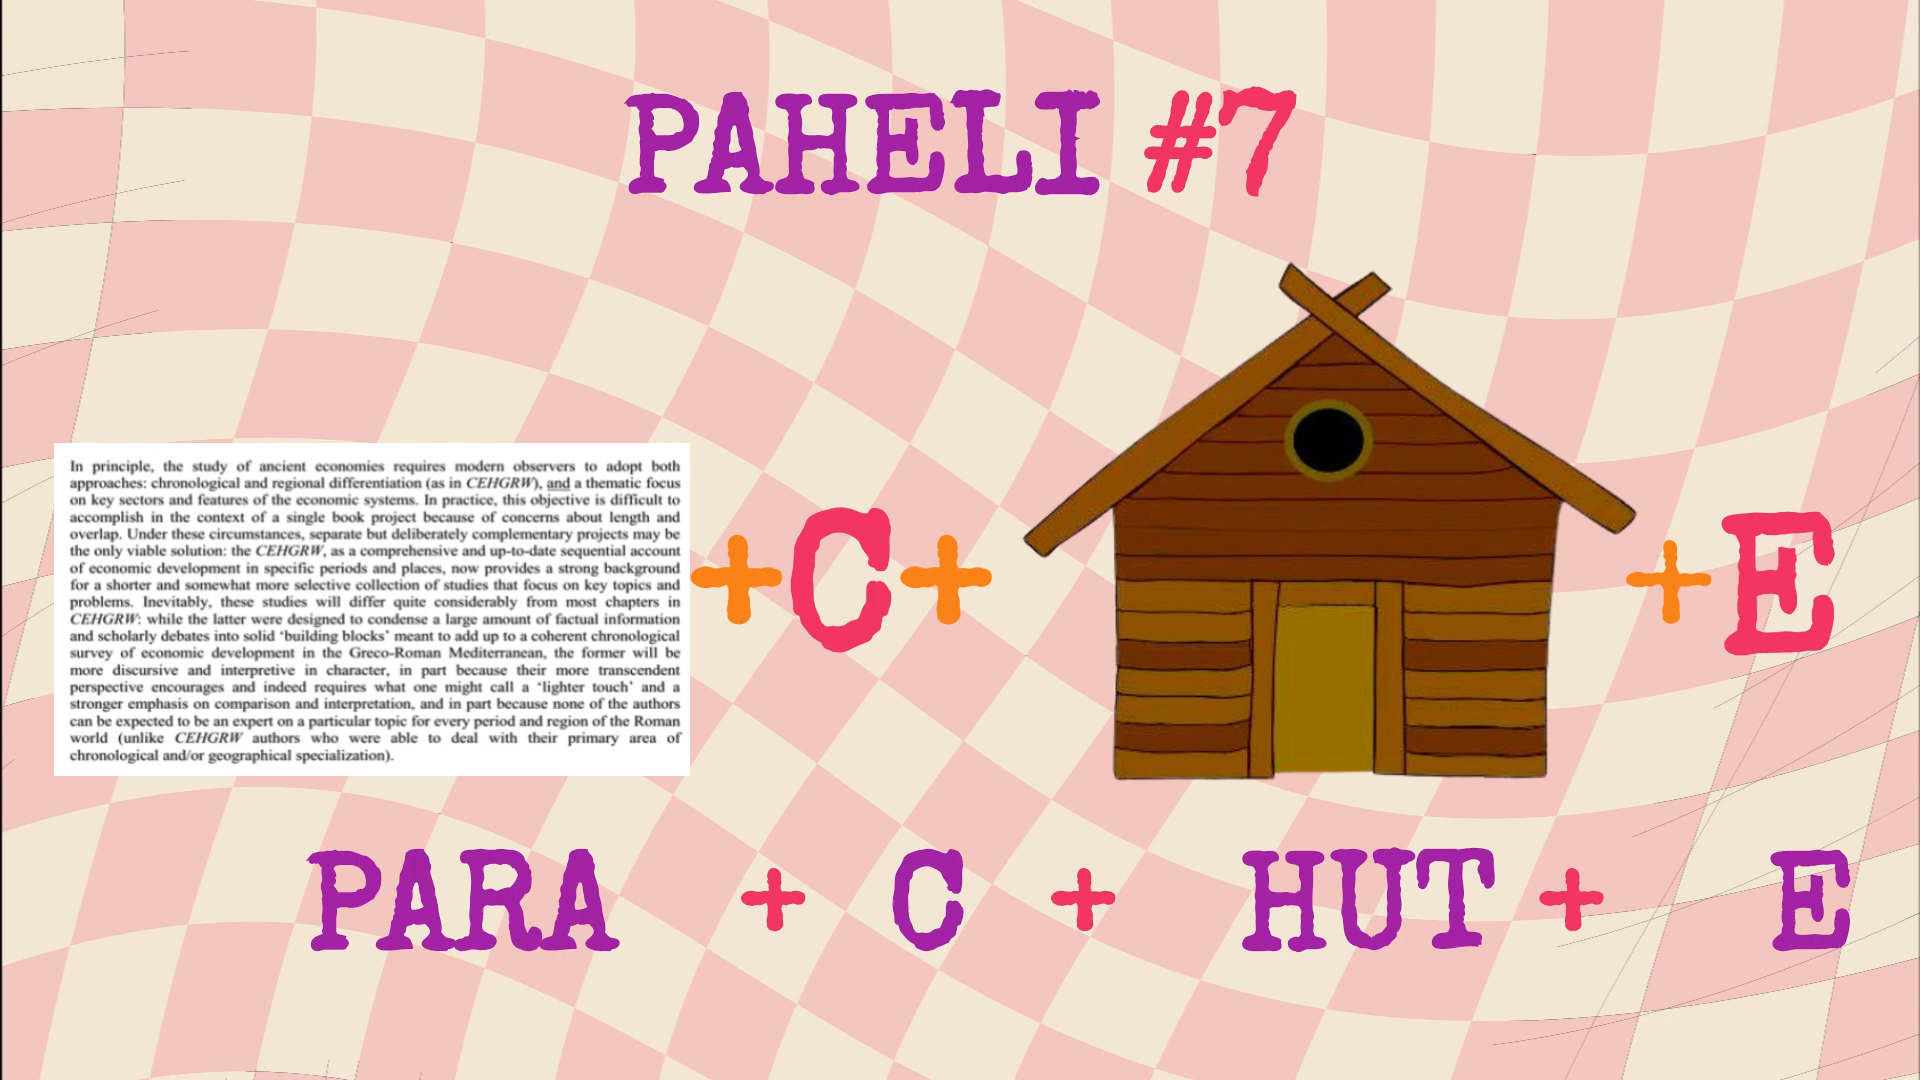 PAHELI #7
In principle, the study of ancient economies requires modern observers to adopt both
approaches: chronological and regional differentiation (as in CEHGRW), and a thematic focus
on key sectors and features of the economic systems. In practice, this objective is difficult to
accomplish in the context of a single book project because of concerns about length and
overlap. Under these circumstances, separate but deliberately complementary projects may be
the only viable solution: the CEHGRW, as a comprehensive and up-to-date sequential account
of economic development in specific periods and places, now provides a strong background
for a shorter and somewhat more selective collection of studies that focus on key topics and
problems. Inevitably, these studies will differ quite considerably from most chapters in
CEHGRW: while the latter were designed to condense a large amount of factual information
and scholarly debates into solid ‘building blocks’ meant to add up to a coherent chronological
survey of economic development in the Greco-Roman Mediterranean, the former will be
more discursive and interpretive in character, in part because their more transcendent
perspective encourages and indeed requires what one might call a ‘lighter touch’ and a
stronger emphasis on comparison and interpretation, and in part because none of the authors
can be expected to be an expert on a particular topic for every period and region of the Roman
world (unlike CEHGRW authors who were able to deal with their primary area of
chronological and/or geographical specialization).
+C+ +E
PARA + C + HUT + E